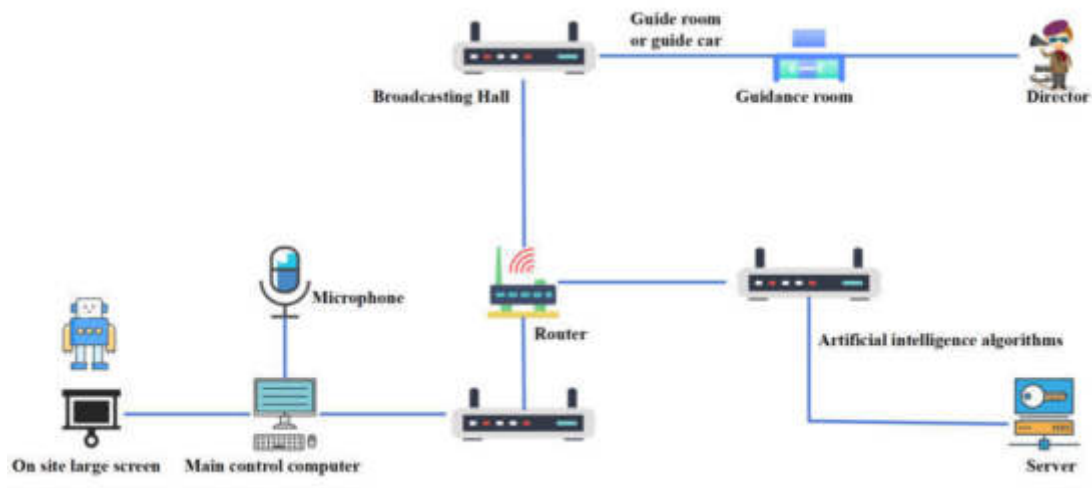 Guide room
or guide car
Broadcasting Hall
Guidance room
Director
Microphone
Router
Artificial intelligence algorithms
On site large screen
Main control computer
Server